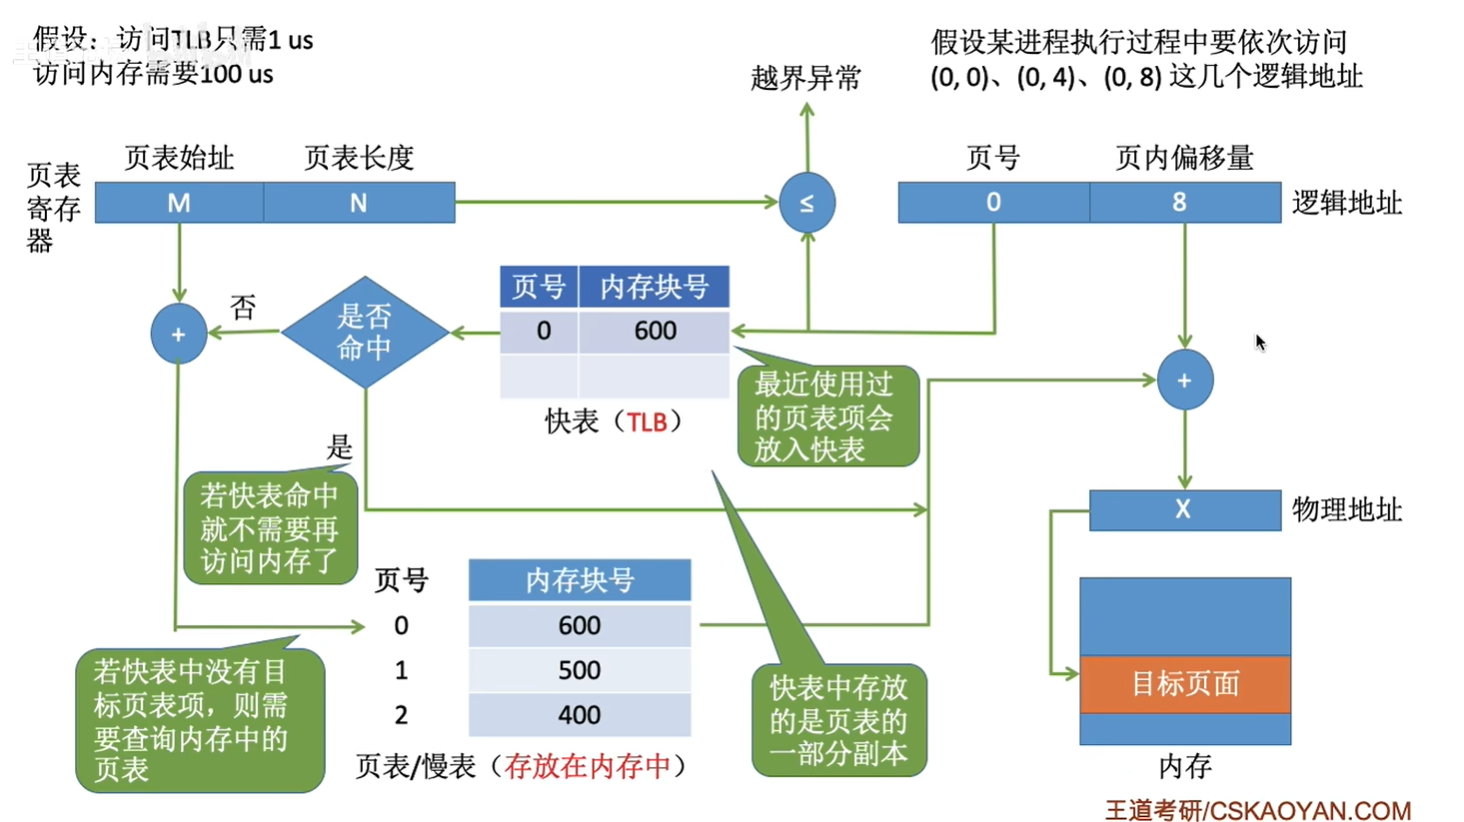 假设：访问TLB只需1 us
访问内存需要100 us
假设某进程执行过程中要依次访问
(0, 0)、(0, 4)、(0, 8) 这几个逻辑地址
越界异常
页表始址
页表长度
页号
页内偏移量
页表
寄存
器
M
N
≤
0
8
逻辑地址
页号
内存块号
0
600
快表（TLB）
否
是否
命中
+
是
最近使用过
的页表项会
放入快表
+
若快表命中
就不需要再
访问内存了
X
物理地址
页号
内存块号
0
600
1
500
2
400
页表/慢表（存放在内存中）
若快表中没有目
标页表项，则需
要查询内存中的
页表
快表中存放
的是页表的
一部分副本
目标页面
内存
王道考研/CSKAOYAN.COM